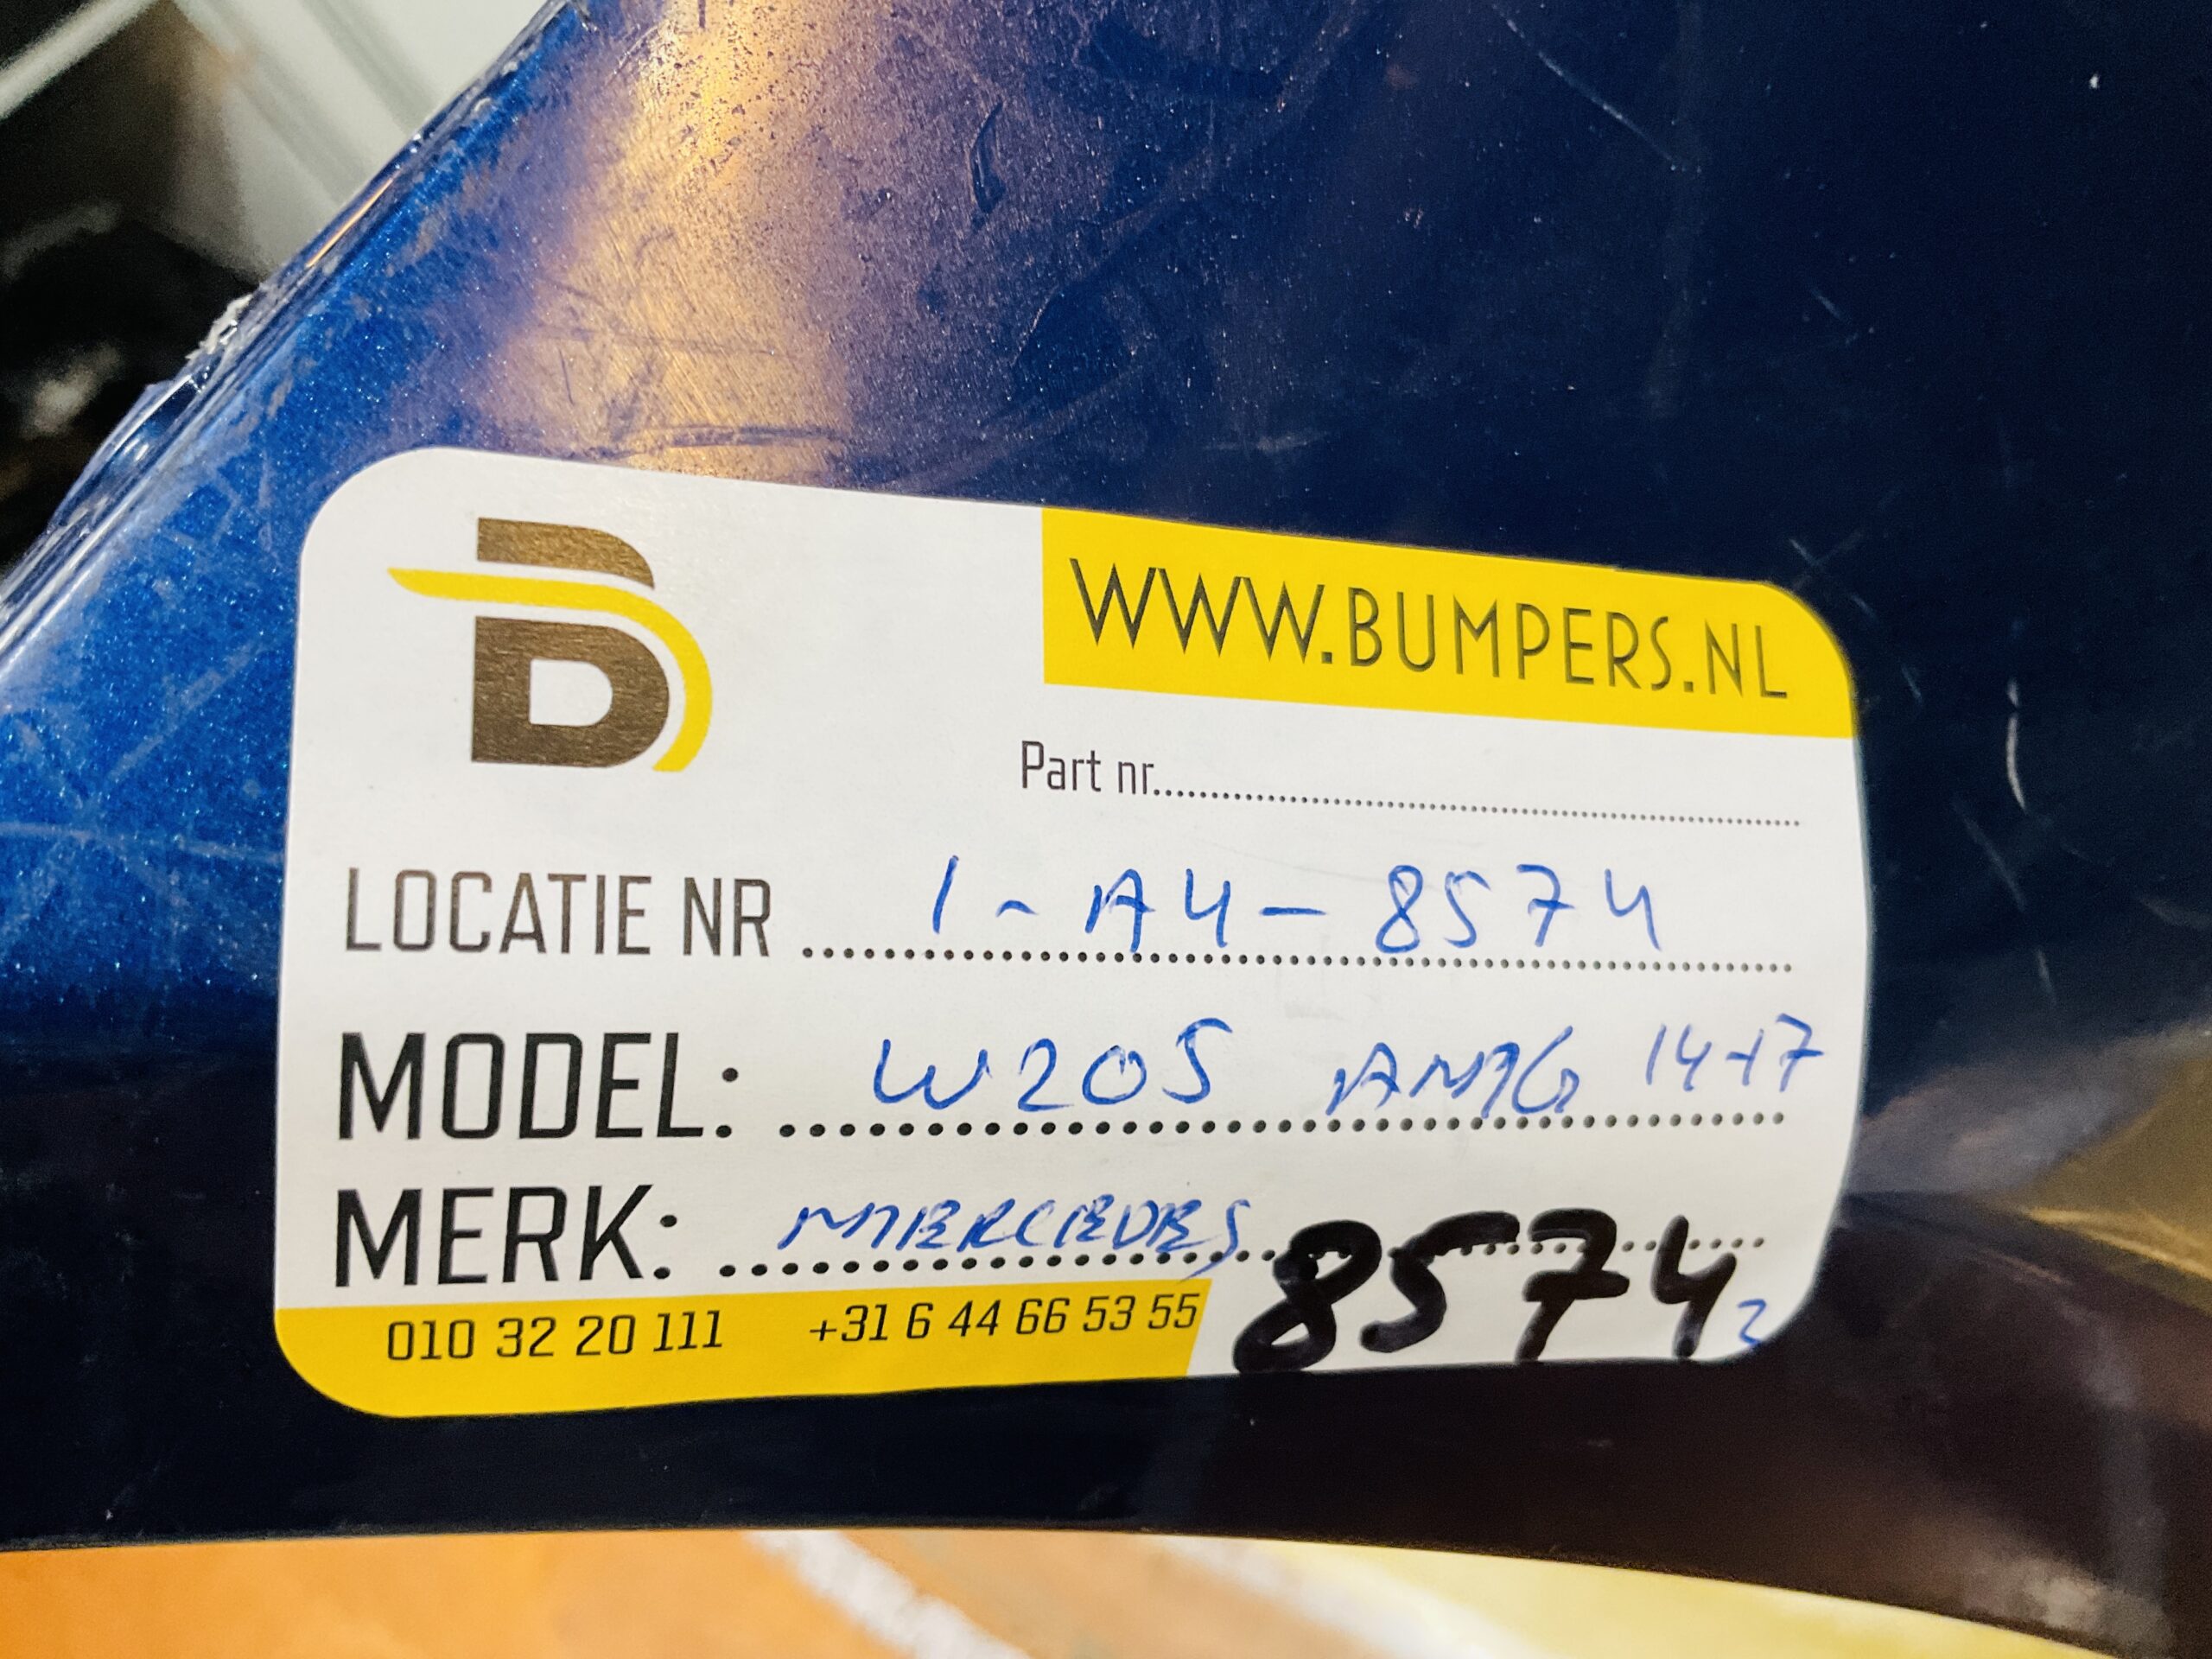 B
WWW.BUMPERS.NL
Part nr..........
LOCATIE NR .......... 1-A4-8574
MODEL: .......... W205 AMG 14-17
MERK: .......... MERCEDES
8574 2
010 32 20 111 +31 6 44 66 53 55